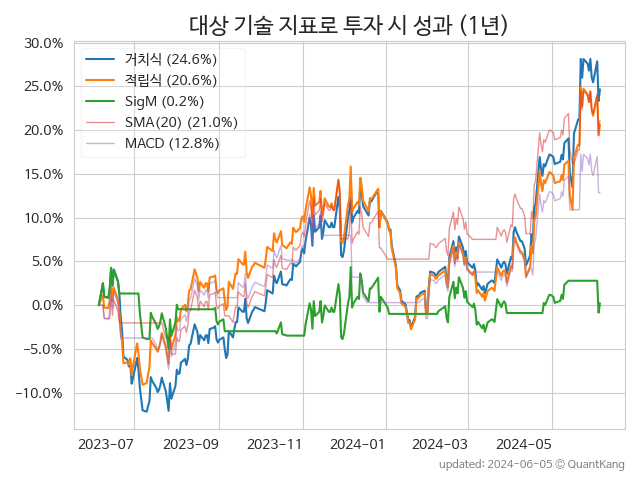 대상 기술 지표로 투자 시 성과 (1년)
30.0%
25.0%
20.0%
15.0%
10.0%
5.0%
0.0%
−5.0%
−10.0%
거치식 (24.6%)
적립식 (20.6%)
SigM (0.2%)
SMA(20) (21.0%)
MACD (12.8%)
2023-07
2023-09
2023-11
2024-01
2024-03
2024-05
updated: 2024-06-05 © QuantKang